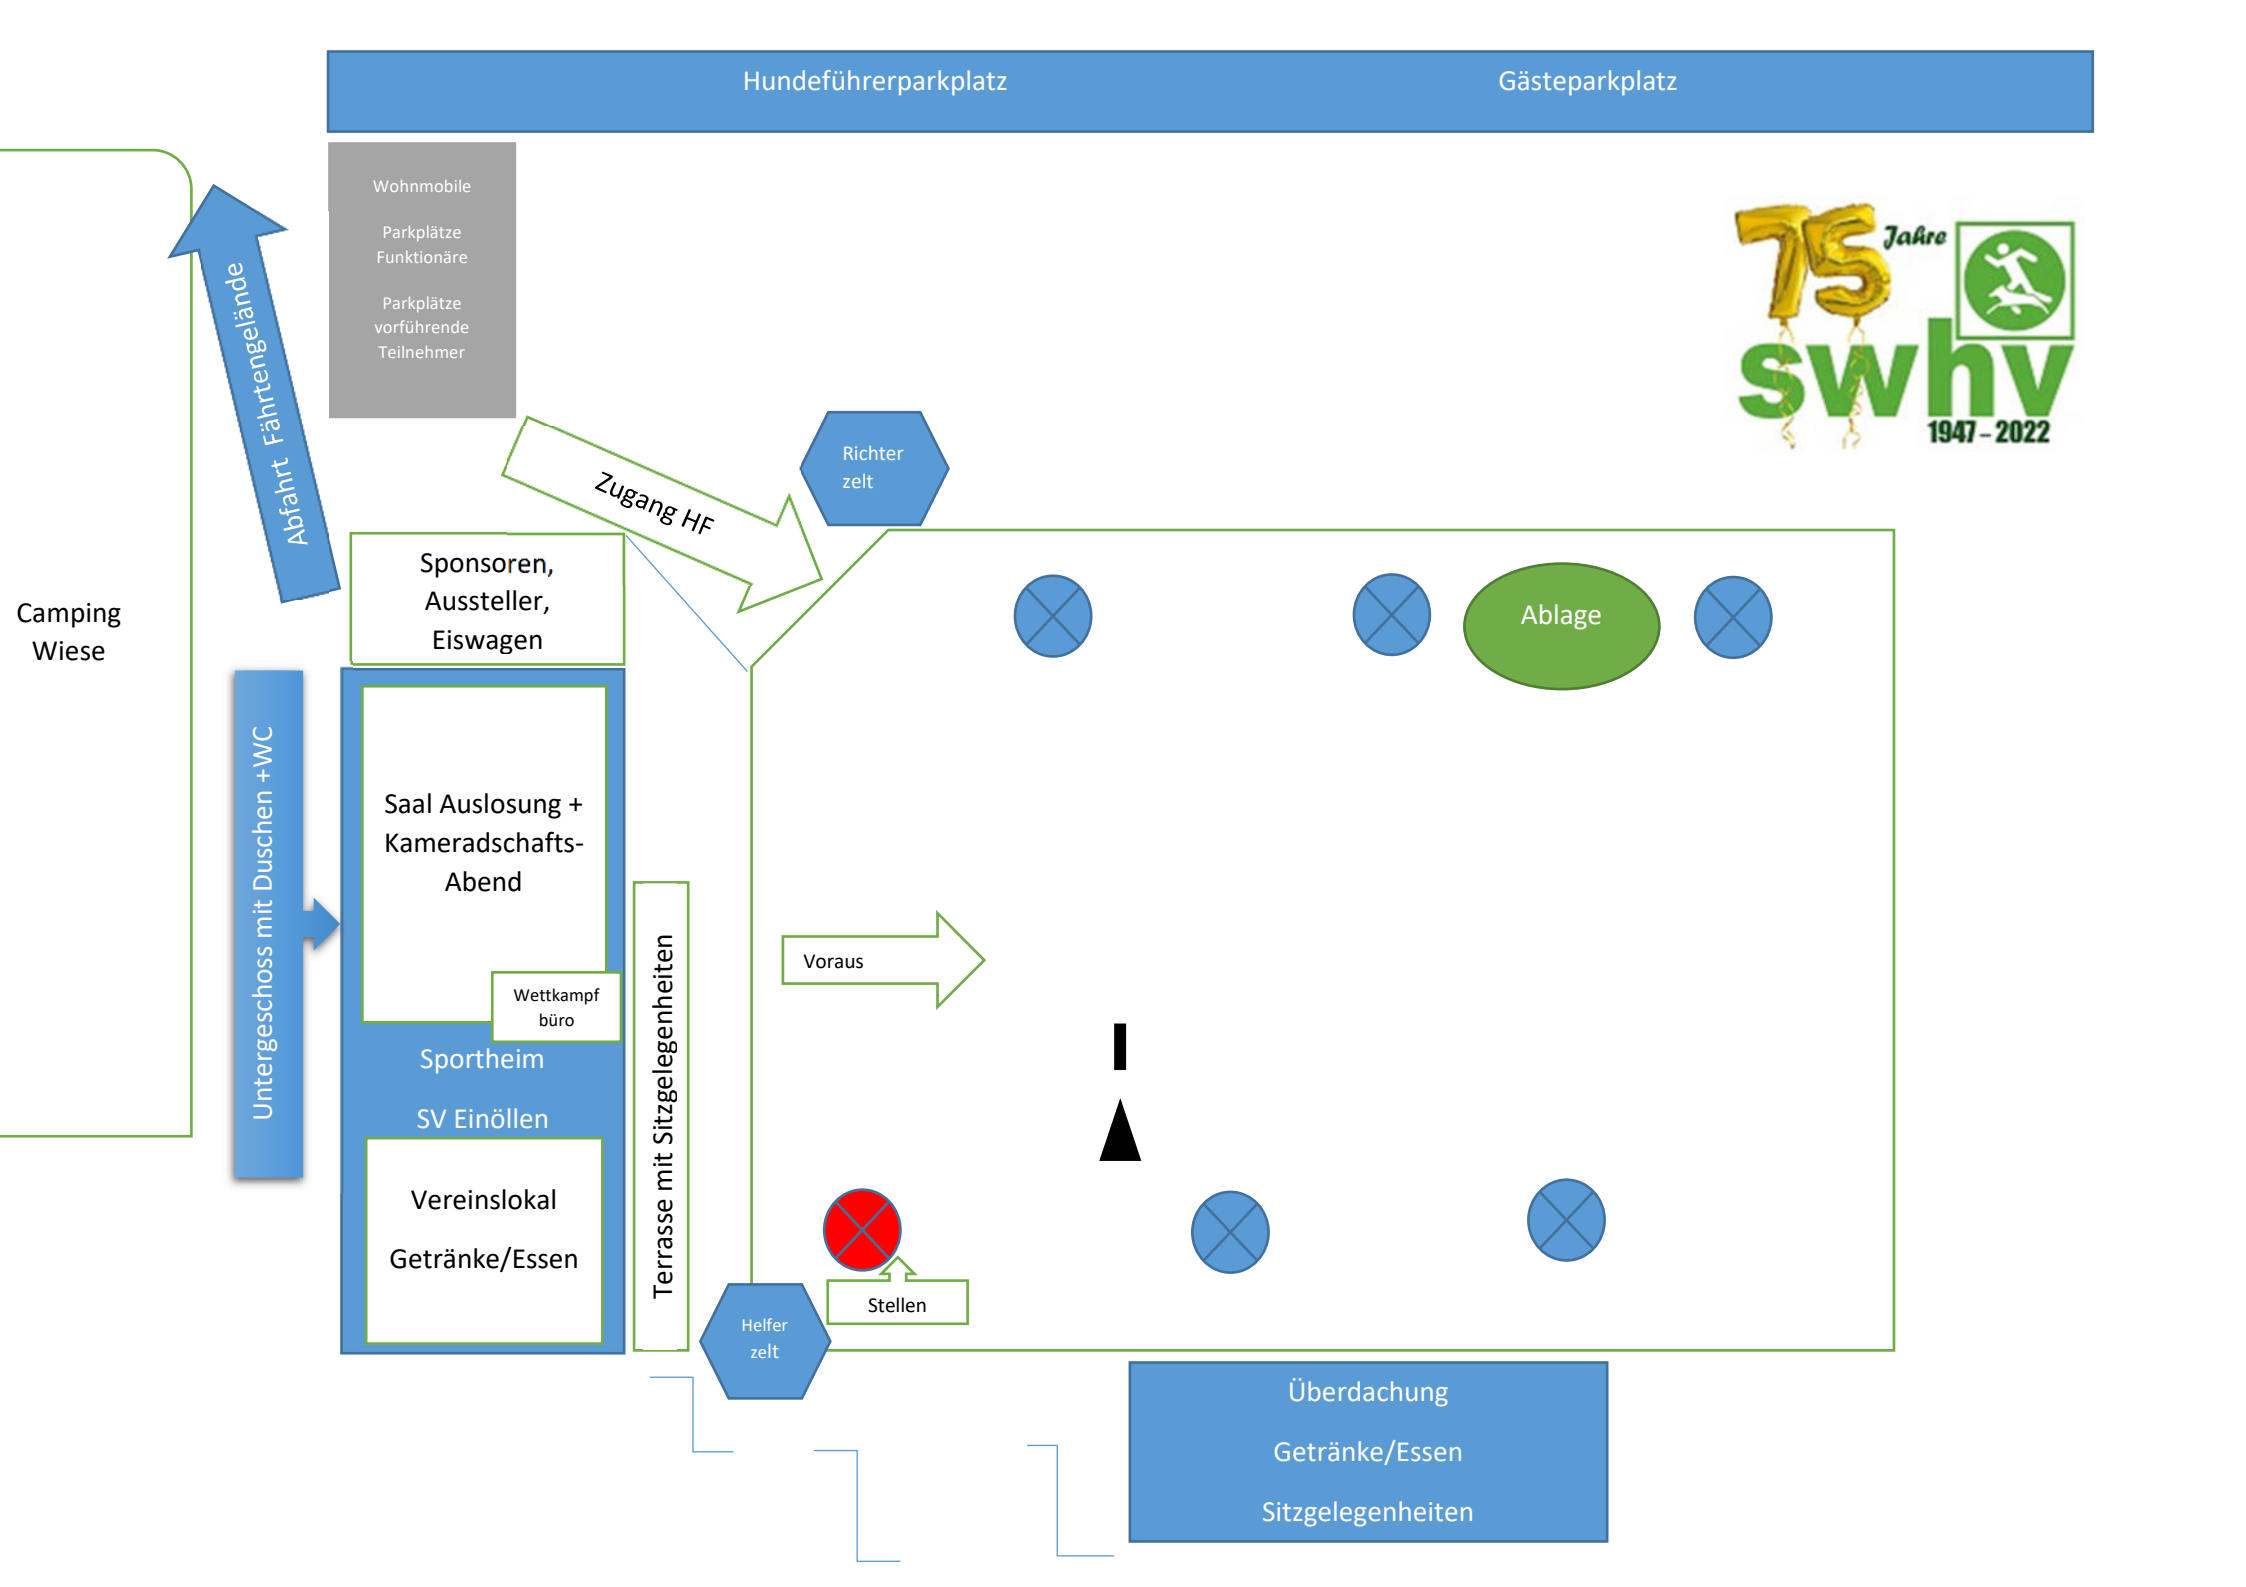 Hundeführerparkplatz
Gästeparkplatz
Wohnmobile
Parkplätze
Funktionäre
Parkplätze
vorführende
Teilnehmer
75
Jahre
swhv
1947 – 2022
Abfahrt Fährtengelände
Zugang HF
Richter
zelt
Camping
Wiese
Sponsoren,
Aussteller,
Eiswagen
Ablage
Untergeschoss mit Duschen +WC
Saal Auslosung +
Kameradschafts-
Abend
Wettkampf
büro
Sportheim
SV Einöllen
Vereinslokal
Getränke/Essen
Terrasse mit Sitzgelegenheiten
Voraus
Stellen
Helfer
zelt
Überdachung
Getränke/Essen
Sitzgelegenheiten